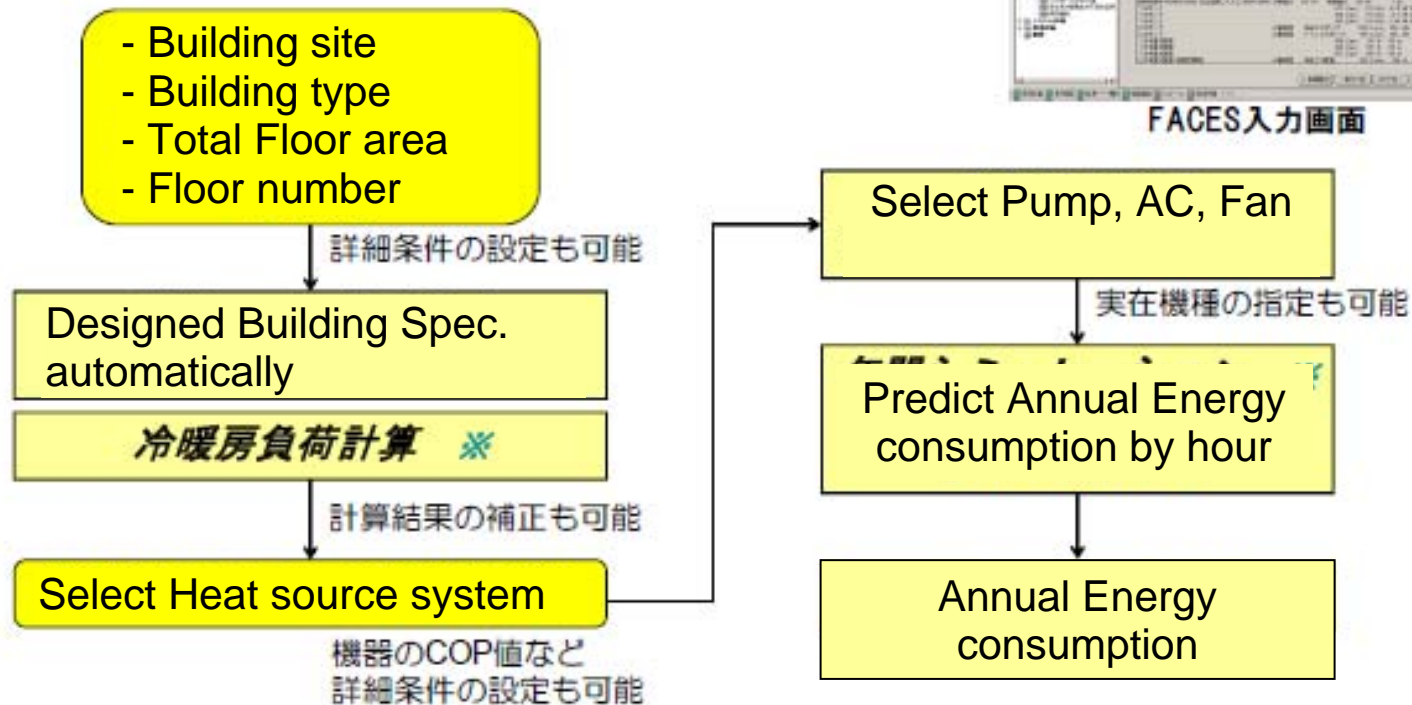 - Building site
- Building type
- Total Floor area
- Floor number
詳細条件の設定も可能
Designed Building Spec.
automatically
冷暖房負荷計算 ※
計算結果の補正も可能
Select Heat source system
機器のCOP値など
詳細条件の設定も可能
FACES入力画面
Select Pump, AC, Fan
実在機種の指定も可能
※
Predict Annual Energy
consumption by hour
Annual Energy
consumption